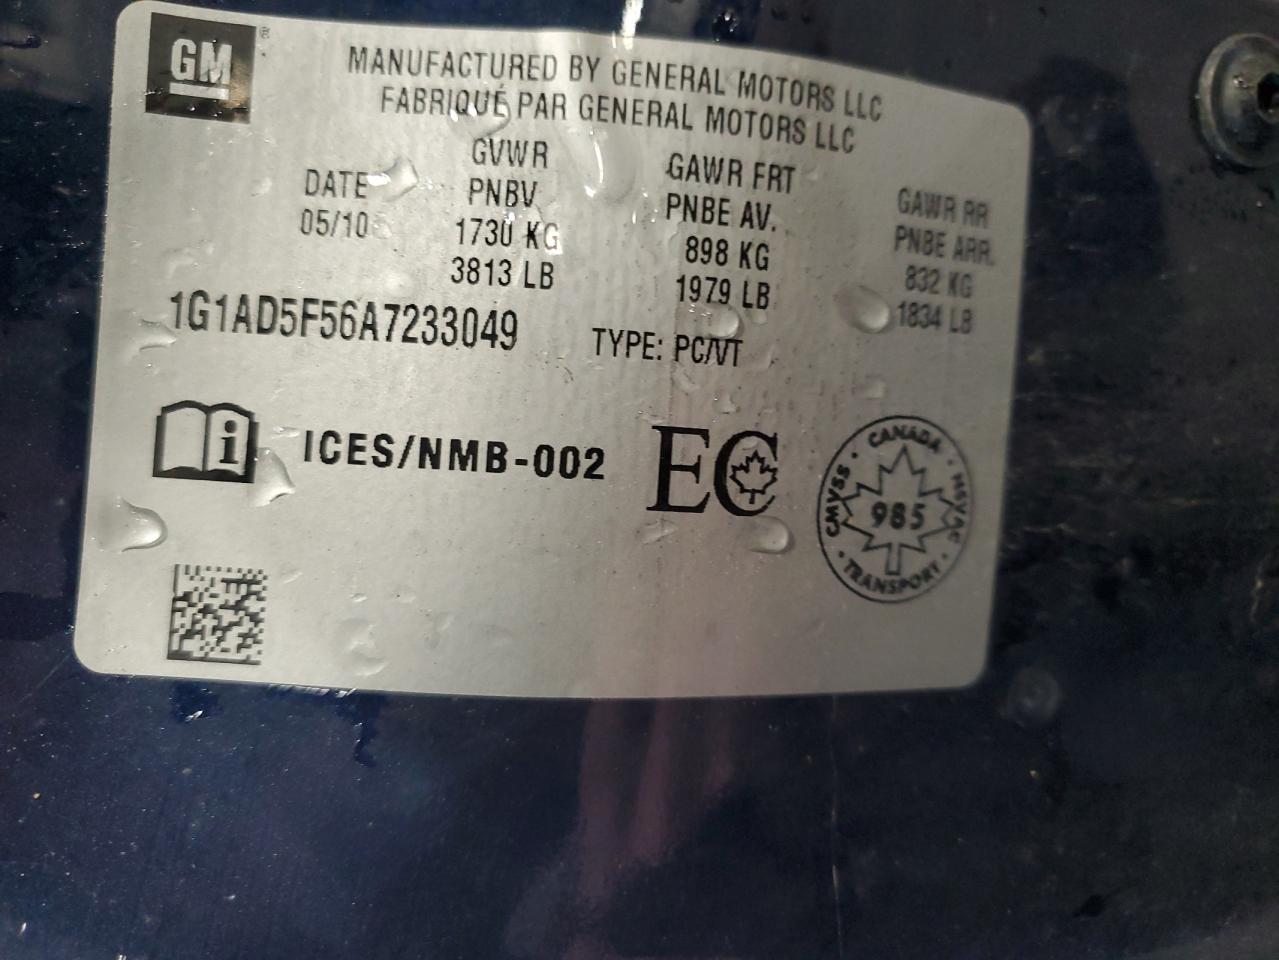 GM®
MANUFACTURED BY GENERAL MOTORS LLC
FABRIQUÉ PAR GENERAL MOTORS LLC
DATE
05/10
GVWR
PNBV
1730 KG
3813 LB
GAWR FRT
PNBE AV.
898 KG
1979 LB
GAWR RR
PNBE ARR.
832 KG
1834 LB
1G1AD5F56A7233049
TYPE: PC/VT
i
ICES/NMB-002
EC
CANADA
CMVSS · MSVAC
985
TRANSPORT